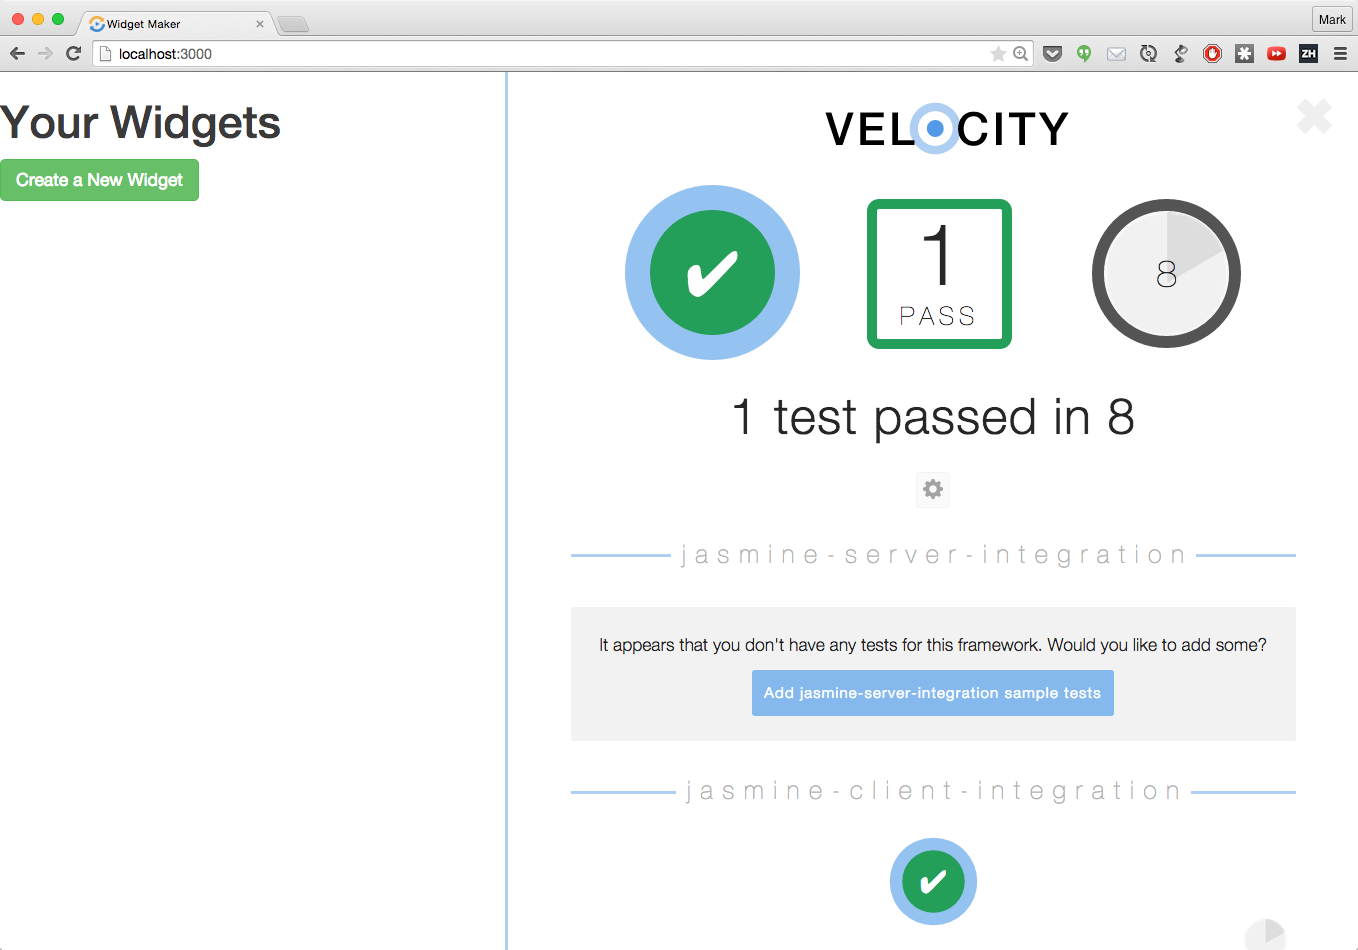 Widget Maker
Mark
localhost:3000
ZH
Your Widgets
Create a New Widget
VELOCITY
1
PASS
8
1 test passed in 8
jasmine-server-integration
It appears that you don't have any tests for this framework. Would you like to add some?
Add jasmine-server-integration sample tests
jasmine-client-integration